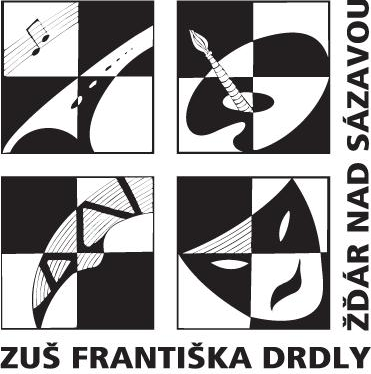 ZUŠ FRANTIŠKA DRDLY
ŽĎÁR NAD SÁZAVOU